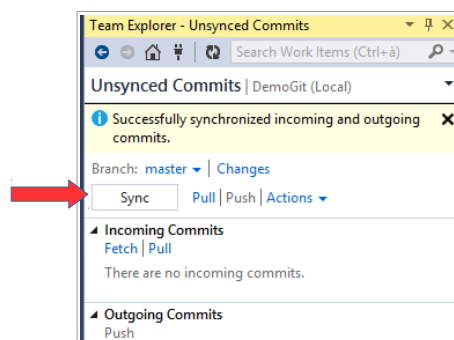 Team Explorer - Unsynced Commits
Search Work Items (Ctrl+à)
Unsynced Commits | DemoGit (Local)
Successfully synchronized incoming and outgoing
commits.
Branch: master | Changes
Sync Pull | Push | Actions
Incoming Commits
Fetch | Pull
There are no incoming commits.
Outgoing Commits
Push